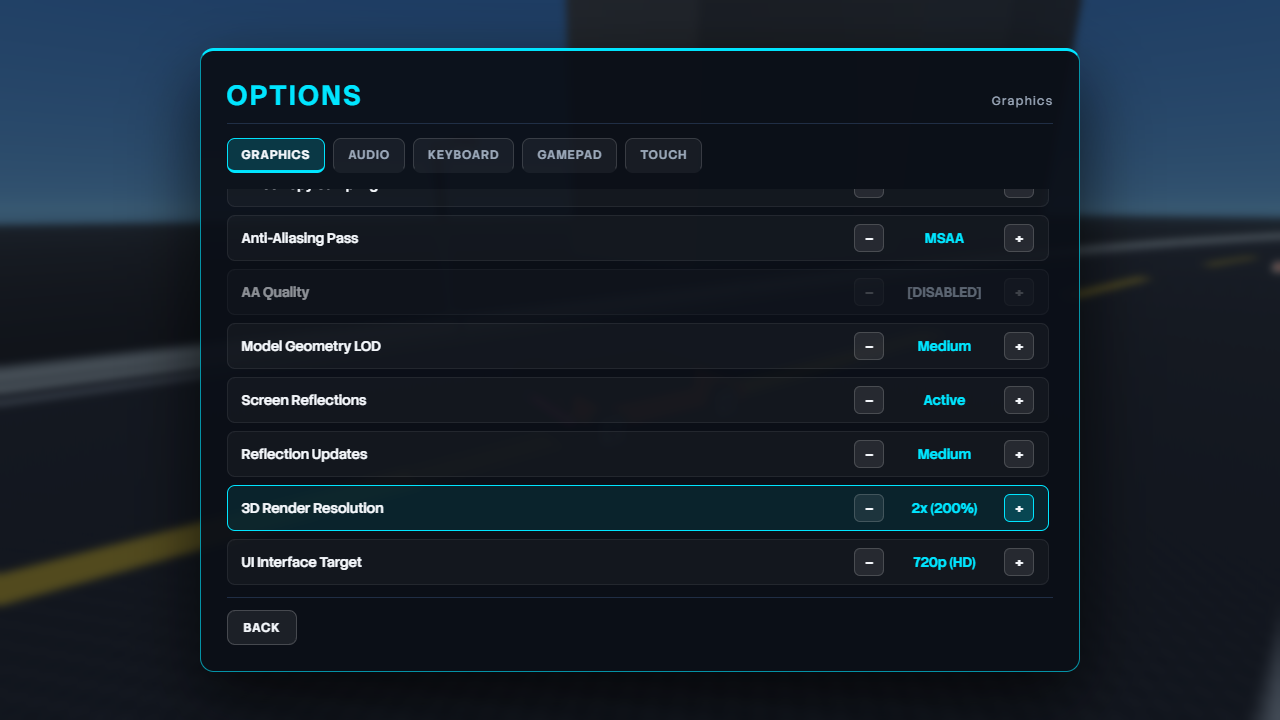 OPTIONS
Graphics
GRAPHICS AUDIO KEYBOARD GAMEPAD TOUCH
Anti-Aliasing Pass − MSAA +
AA Quality − [DISABLED] +
Model Geometry LOD − Medium +
Screen Reflections − Active +
Reflection Updates − Medium +
3D Render Resolution − 2x (200%) +
UI Interface Target − 720p (HD) +
BACK